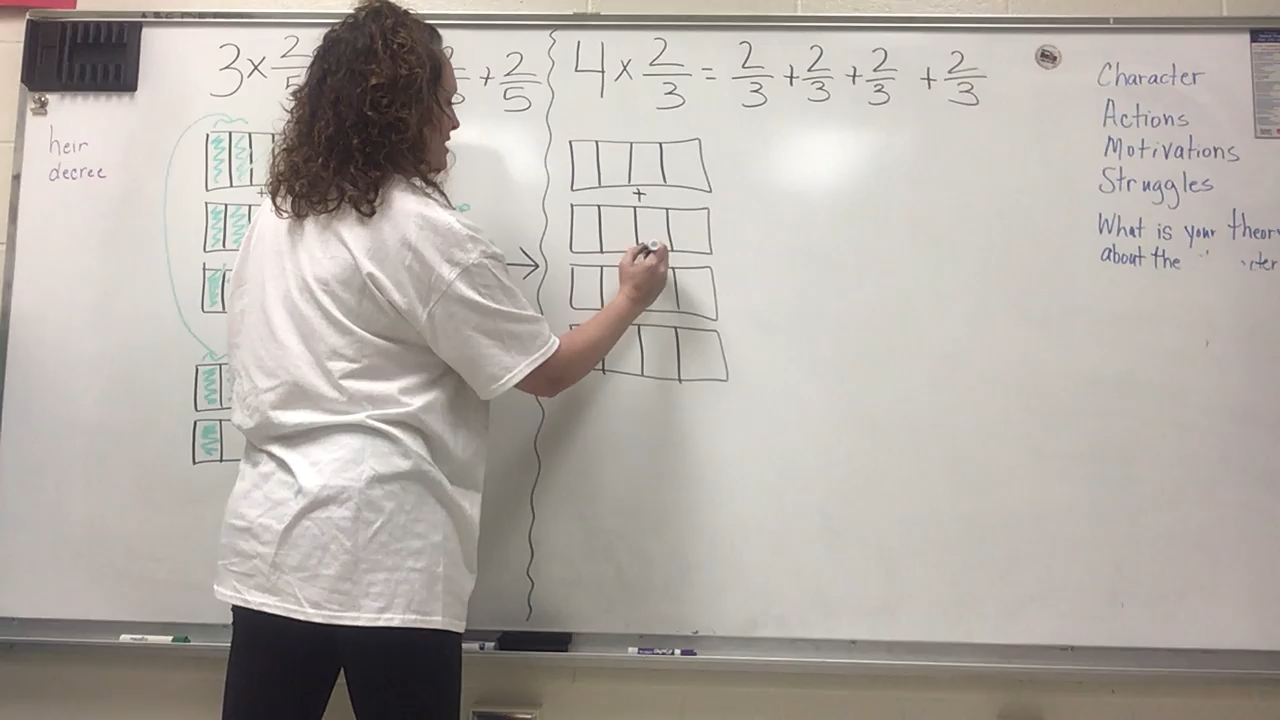 heir
decree
3 × 2/5
+ 2/5
4 × 2/3 = 2/3 + 2/3 + 2/3 + 2/3
+
Character
Actions
Motivations
Struggles
What is your theory
about the